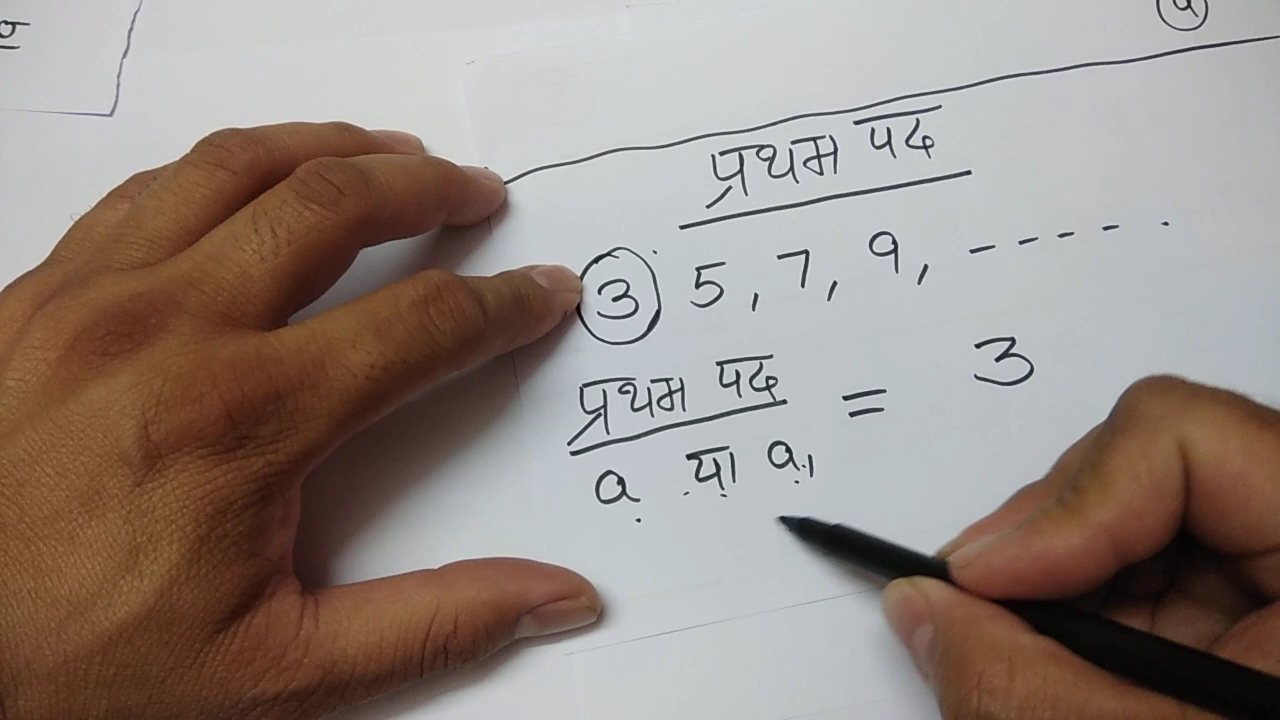 प्रथम पद
3 5, 7, 9, -----.
प्रथम पद = 3
a या a₁